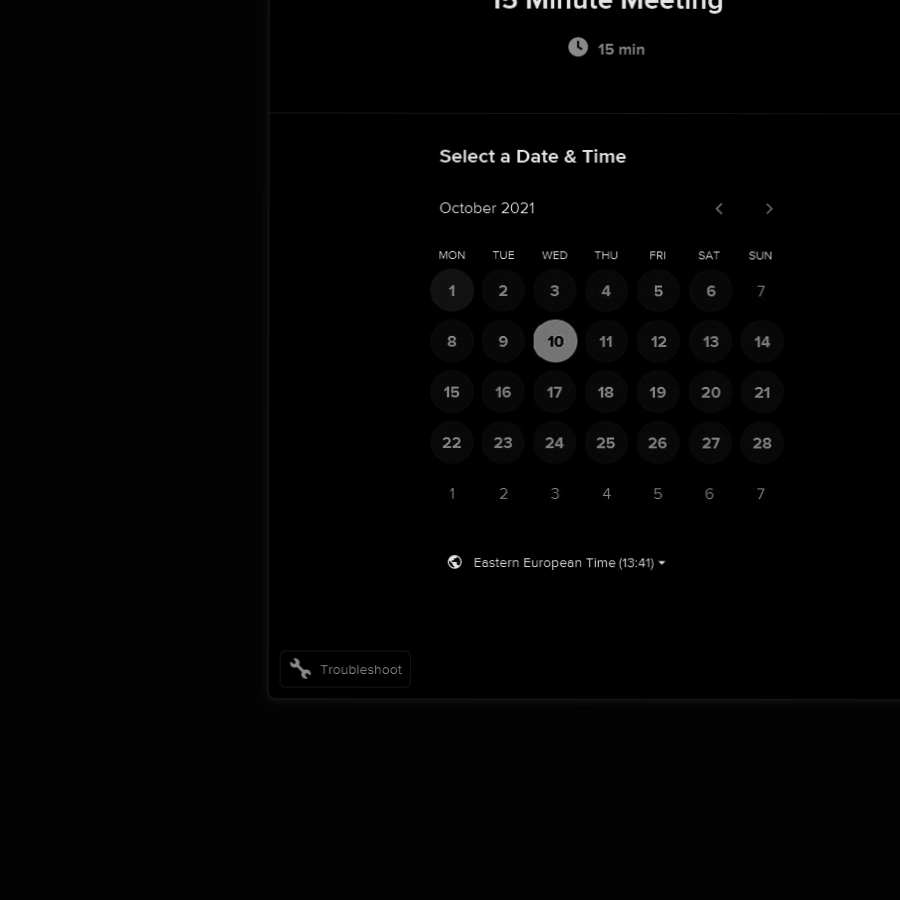 15 Minute Meeting
15 min
Select a Date & Time
October 2021
MON TUE WED THU FRI SAT SUN
1 2 3 4 5 6 7
8 9 10 11 12 13 14
15 16 17 18 19 20 21
22 23 24 25 26 27 28
1 2 3 4 5 6 7
Eastern European Time (13:41)
Troubleshoot